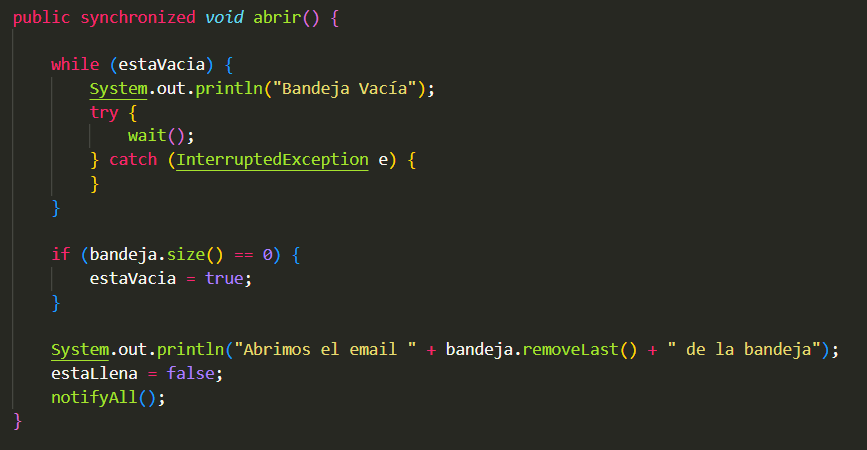 public synchronized void abrir() {
while (estaVacia) {
System.out.println("Bandeja Vacía");
try {
wait();
} catch (InterruptedException e) {
}
}
if (bandeja.size() == 0) {
estaVacia = true;
}
System.out.println("Abrimos el email " + bandeja.removeLast() + " de la bandeja");
estaLlena = false;
notifyAll();
}